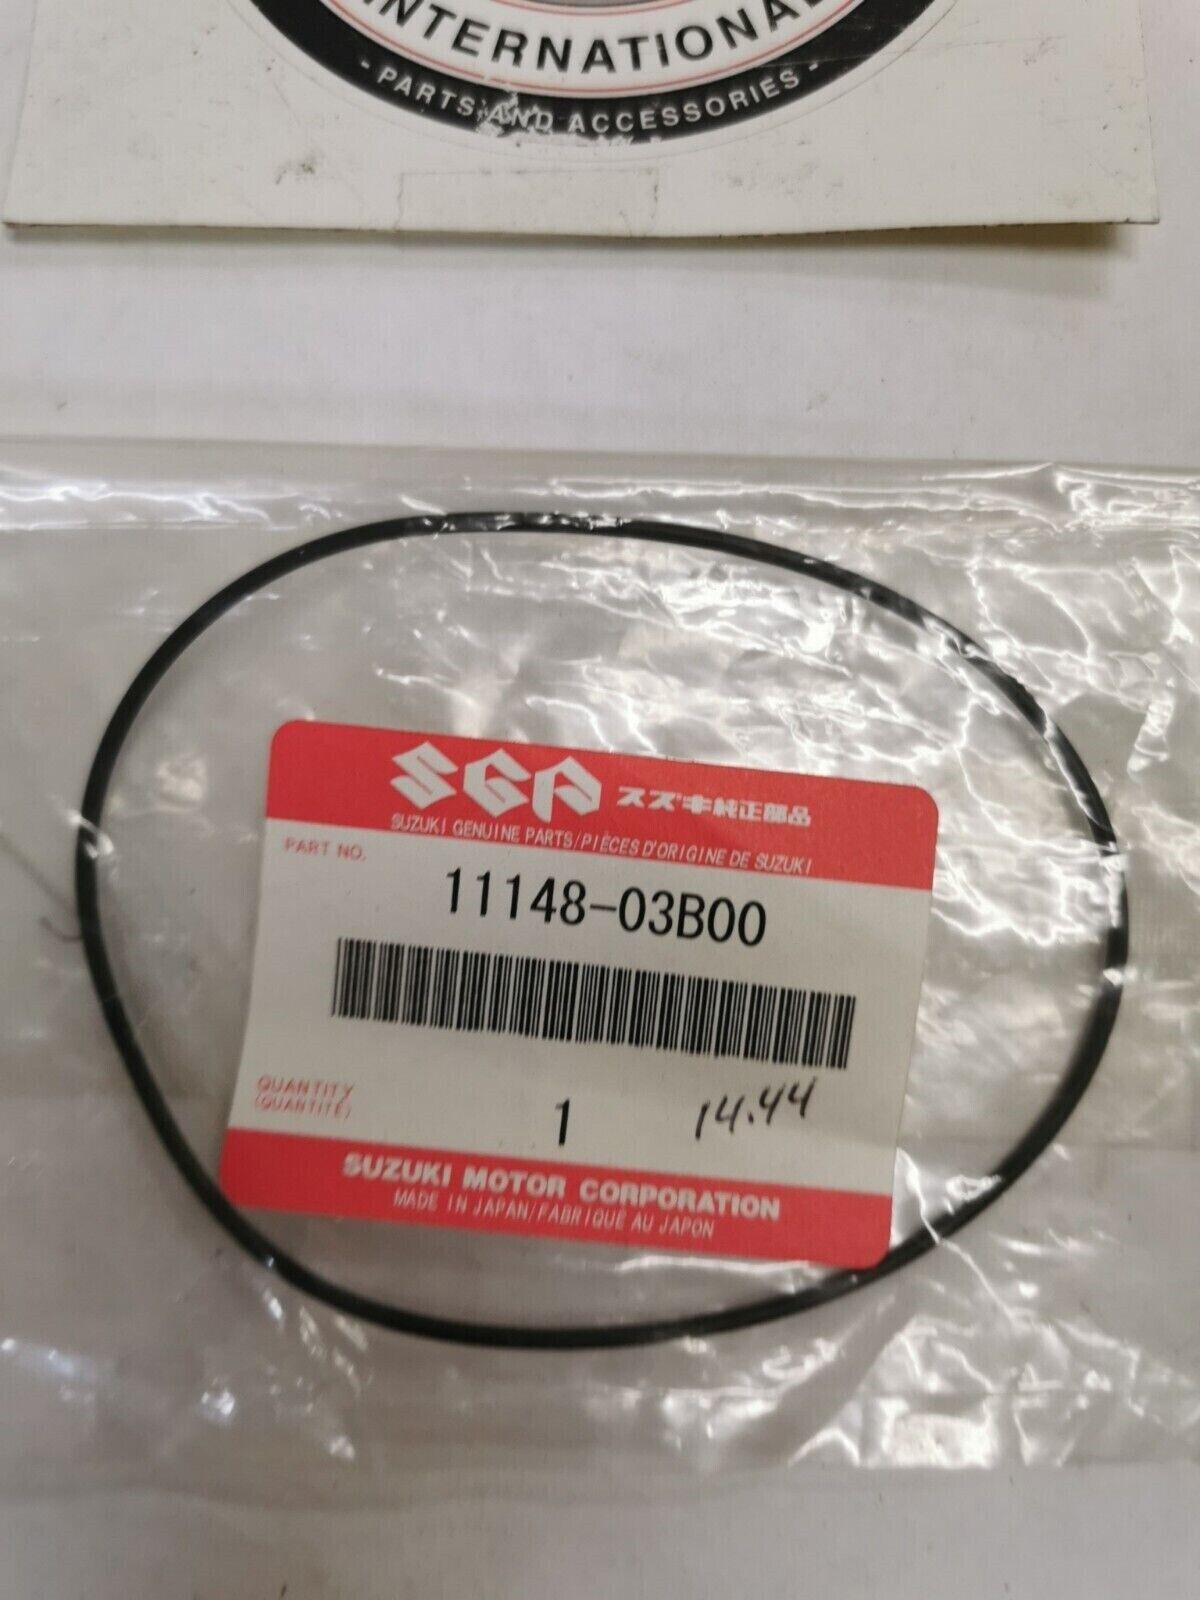 INTERNATIONAL
- PARTS AND ACCESSORIES -
SGP スズキ純正部品
SUZUKI GENUINE PARTS/PIÈCES D'ORIGINE DE SUZUKI
PART NO.
11148-03B00
QUANTITY
(QUANTITÉ)
1
14.44
SUZUKI MOTOR CORPORATION
MADE IN JAPAN/FABRIQUÉ AU JAPON